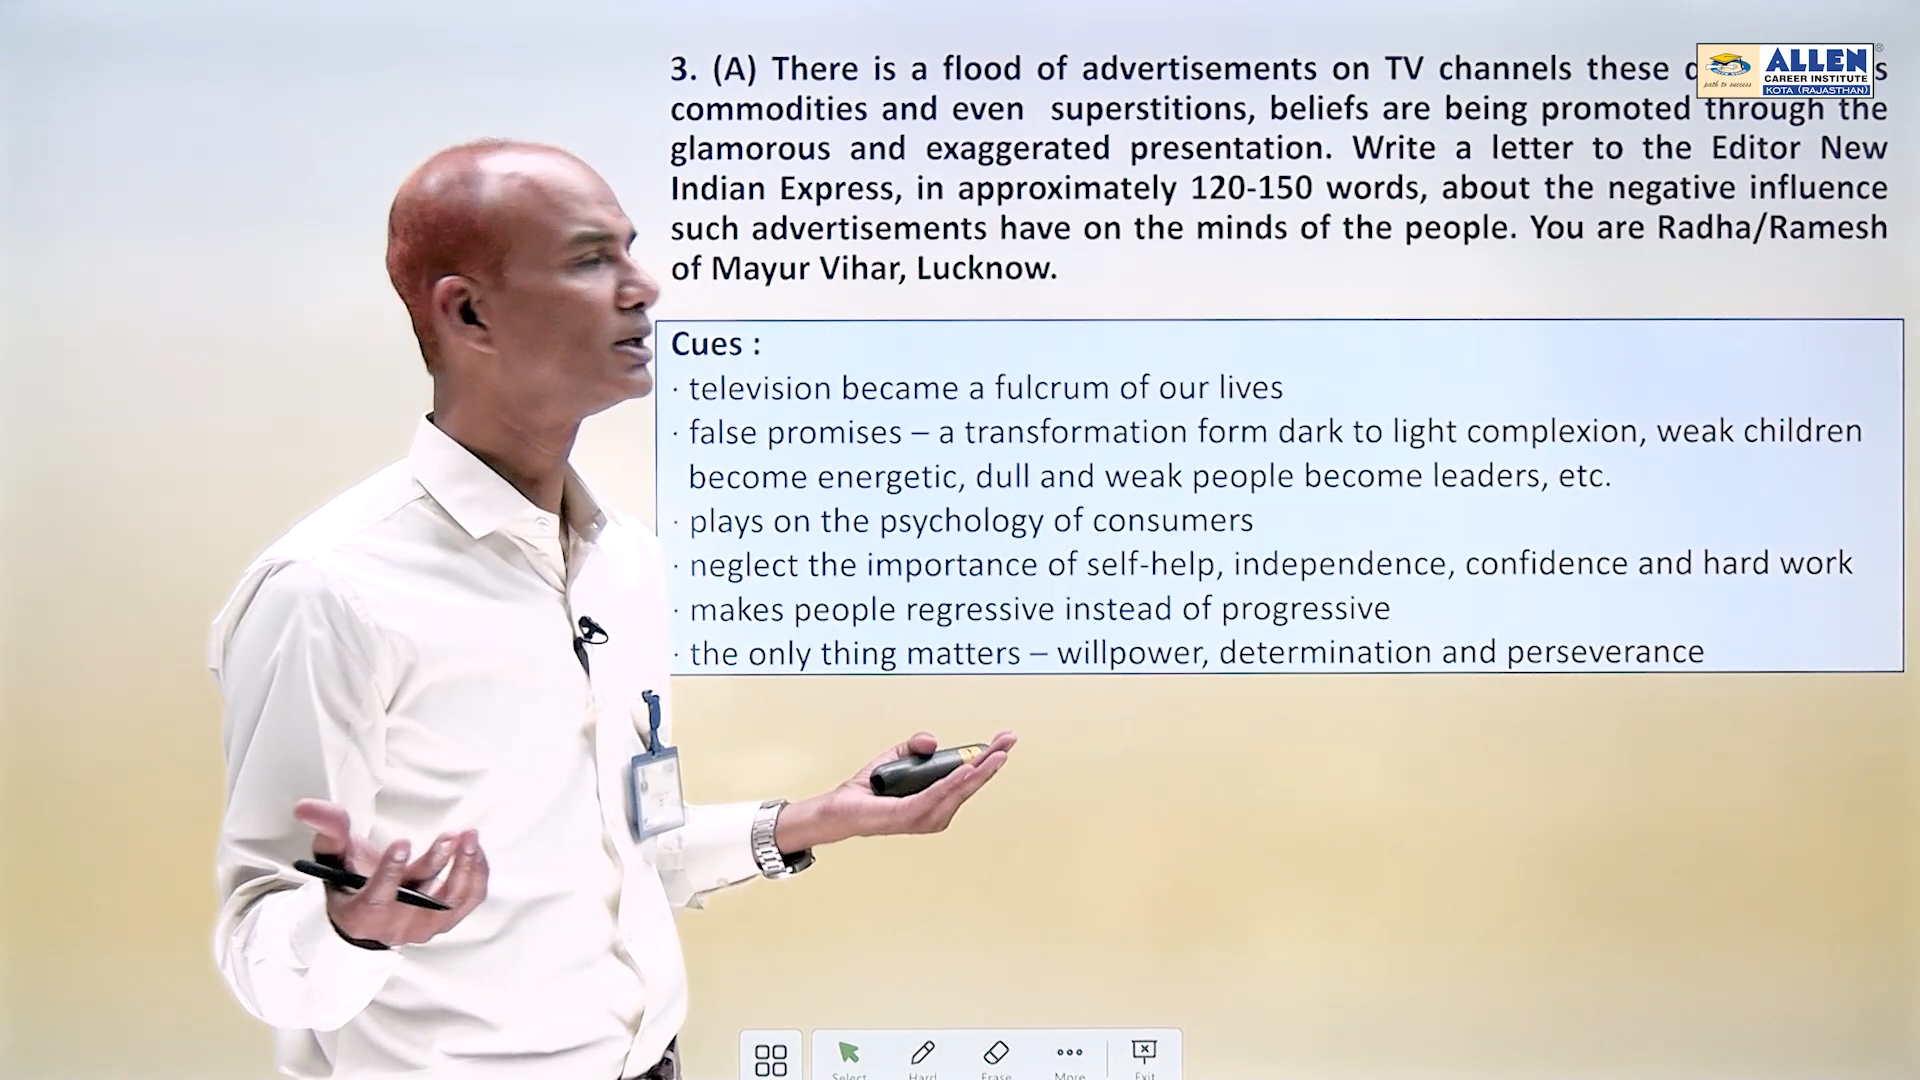 3. (A) There is a flood of advertisements on TV channels these
commodities and even superstitions, beliefs are being promoted through the
glamorous and exaggerated presentation. Write a letter to the Editor New
Indian Express, in approximately 120-150 words, about the negative influence
such advertisements have on the minds of the people. You are Radha/Ramesh
of Mayur Vihar, Lucknow.
Cues :
· television became a fulcrum of our lives
· false promises – a transformation form dark to light complexion, weak children
become energetic, dull and weak people become leaders, etc.
· plays on the psychology of consumers
· neglect the importance of self-help, independence, confidence and hard work
· makes people regressive instead of progressive
· the only thing matters – willpower, determination and perseverance
ALLEN
CAREER INSTITUTE
KOTA (RAJASTHAN)
path to success
®
Select
Hard
Erase
More
Exit